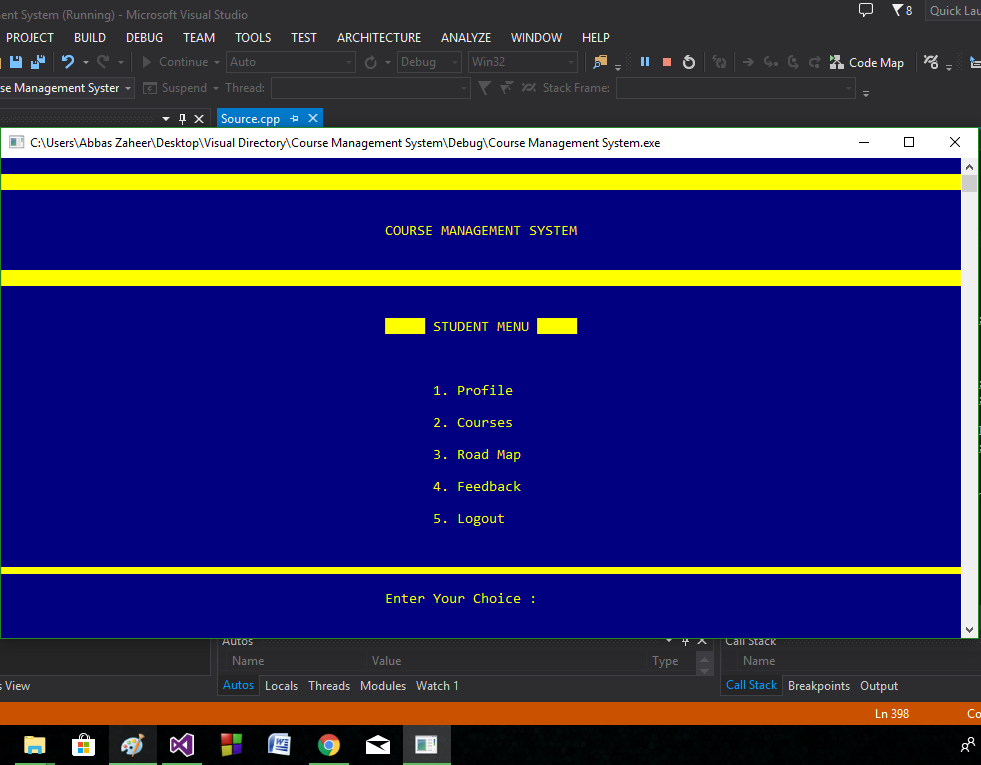 ent System (Running) - Microsoft Visual Studio
8
Quick Lau
PROJECT BUILD DEBUG TEAM TOOLS TEST ARCHITECTURE ANALYZE WINDOW HELP
Continue Auto Debug Win32 Code Map
se Management Syster Suspend Thread: Stack Frame:
Source.cpp
C:\Users\Abbas Zaheer\Desktop\Visual Directory\Course Management System\Debug\Course Management System.exe
COURSE MANAGEMENT SYSTEM
STUDENT MENU
1. Profile
2. Courses
3. Road Map
4. Feedback
5. Logout
Enter Your Choice :
Autos Call Stack
Name Value Type Name
s View Autos Locals Threads Modules Watch 1 Call Stack Breakpoints Output
Ln 398 Co